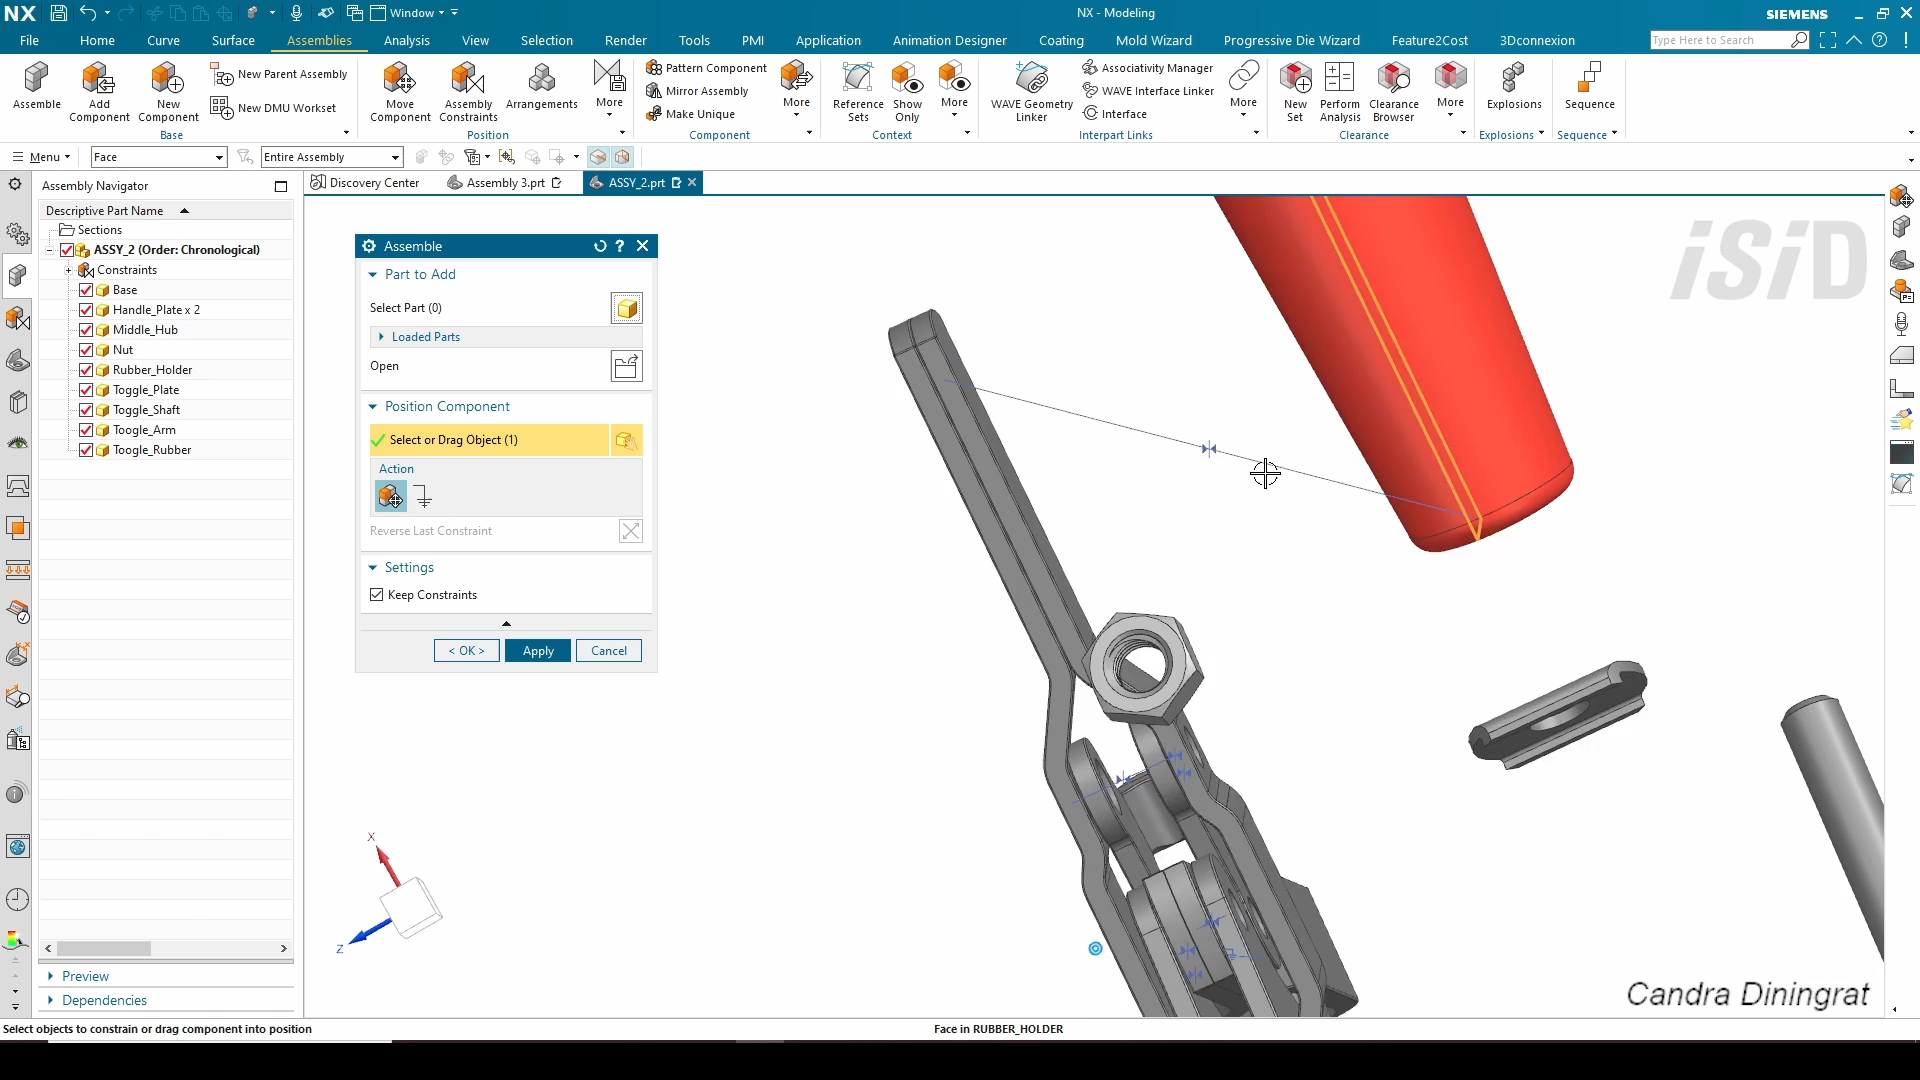 NX
Window
NX - Modeling
SIEMENS
File
Home
Curve
Surface
Assemblies
Analysis
View
Selection
Render
Tools
PMI
Application
Animation Designer
Coating
Mold Wizard
Progressive Die Wizard
Feature2Cost
3Dconnexion
Type Here to Search
Assemble
Add Component
New Component
New Parent Assembly
New DMU Workset
Base
Move Component
Assembly Constraints
Arrangements
More
Position
Pattern Component
Mirror Assembly
Make Unique
More
Component
Reference Sets
Show Only
More
Context
WAVE Geometry Linker
Associativity Manager
WAVE Interface Linker
Interface
More
Interpart Links
New Set
Perform Analysis
Clearance Browser
More
Clearance
Explosions
Explosions
Sequence
Sequence
Menu
Face
Entire Assembly
Assembly Navigator
Discovery Center
Assembly 3.prt
ASSY_2.prt
Descriptive Part Name
Sections
ASSY_2 (Order: Chronological)
Constraints
Base
Handle_Plate x 2
Middle_Hub
Nut
Rubber_Holder
Toggle_Plate
Toggle_Shaft
Toogle_Arm
Toogle_Rubber
Preview
Dependencies
Assemble
Part to Add
Select Part (0)
Loaded Parts
Open
Position Component
Select or Drag Object (1)
Action
Reverse Last Constraint
Settings
Keep Constraints
< OK >
Apply
Cancel
iSiD
X
Z
Candra Diningrat
Select objects to constrain or drag component into position
Face in RUBBER_HOLDER